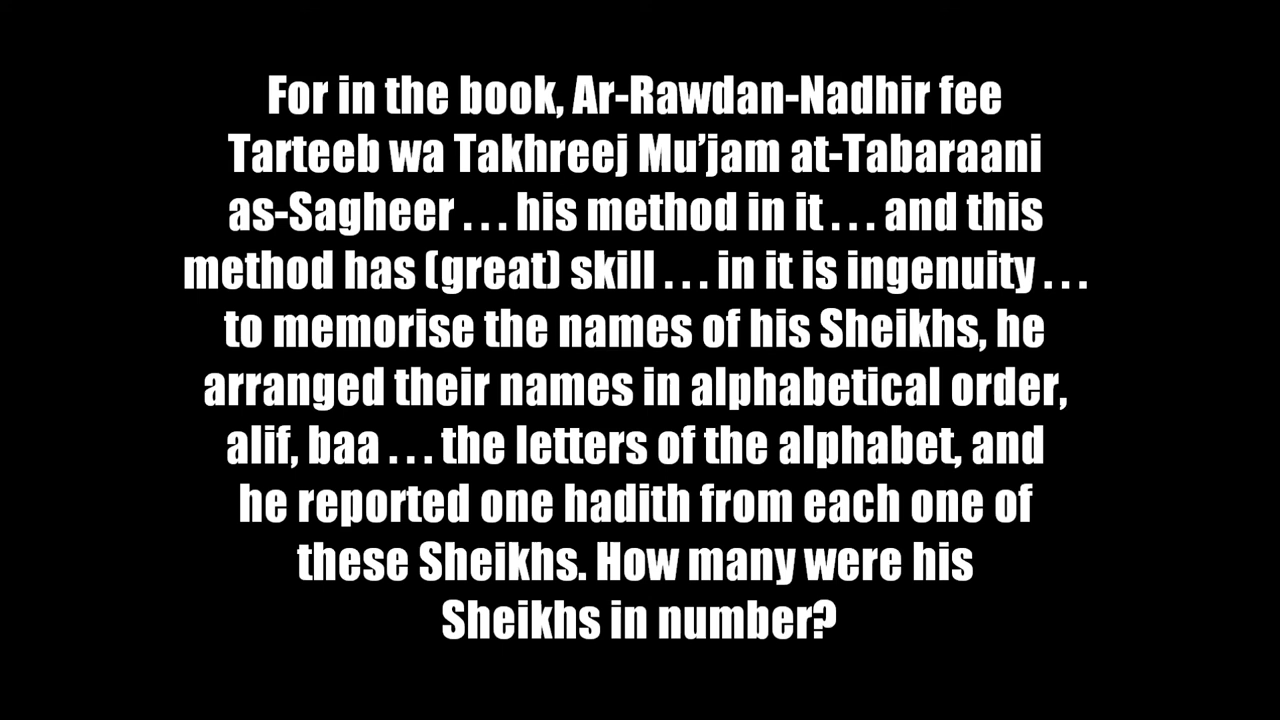 For in the book, Ar-Rawdan-Nadhir fee
Tarteeb wa Takhreej Mu’jam at-Tabaraani
as-Sagheer . . . his method in it . . . and this
method has (great) skill . . . in it is ingenuity . . .
to memorise the names of his Sheikhs, he
arranged their names in alphabetical order,
alif, baa . . . the letters of the alphabet, and
he reported one hadith from each one of
these Sheikhs. How many were his
Sheikhs in number?